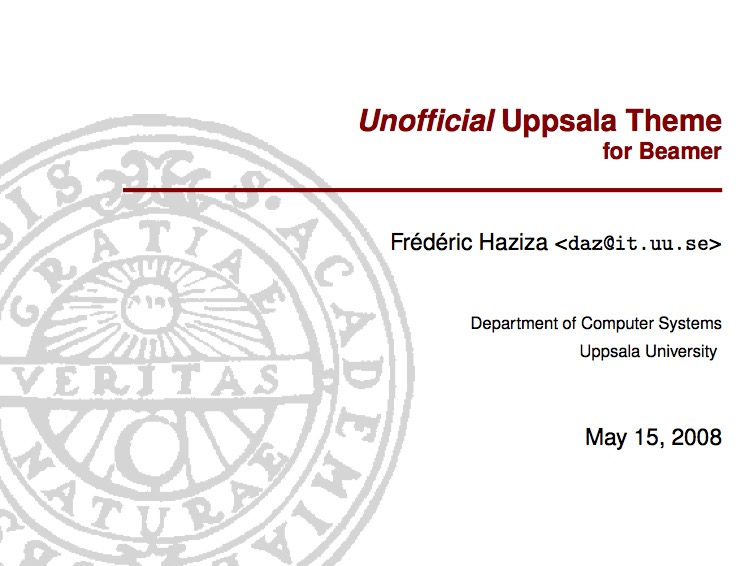 Unofficial Uppsala Theme
for Beamer
Frédéric Haziza <daz@it.uu.se>
Department of Computer Systems
Uppsala University
May 15, 2008
S. ACADEMIAE
GRATIAE
VERITAS
NATURAE